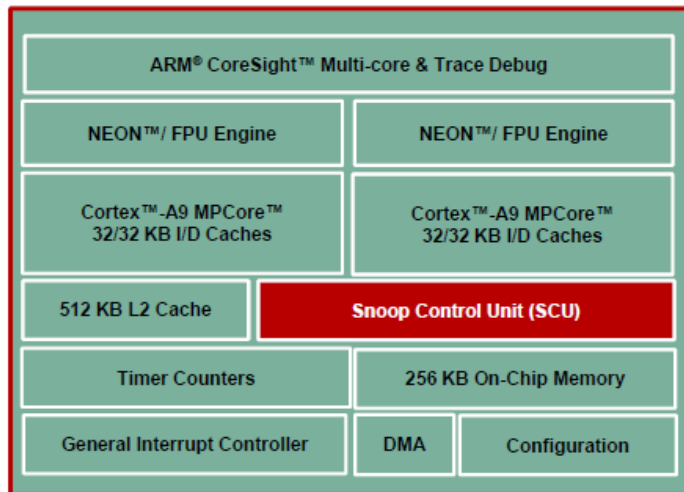 ARM® CoreSight™ Multi-core & Trace Debug
NEON™/ FPU Engine
NEON™/ FPU Engine
Cortex™-A9 MPCore™
32/32 KB I/D Caches
Cortex™-A9 MPCore™
32/32 KB I/D Caches
512 KB L2 Cache
Snoop Control Unit (SCU)
Timer Counters
256 KB On-Chip Memory
General Interrupt Controller
DMA
Configuration